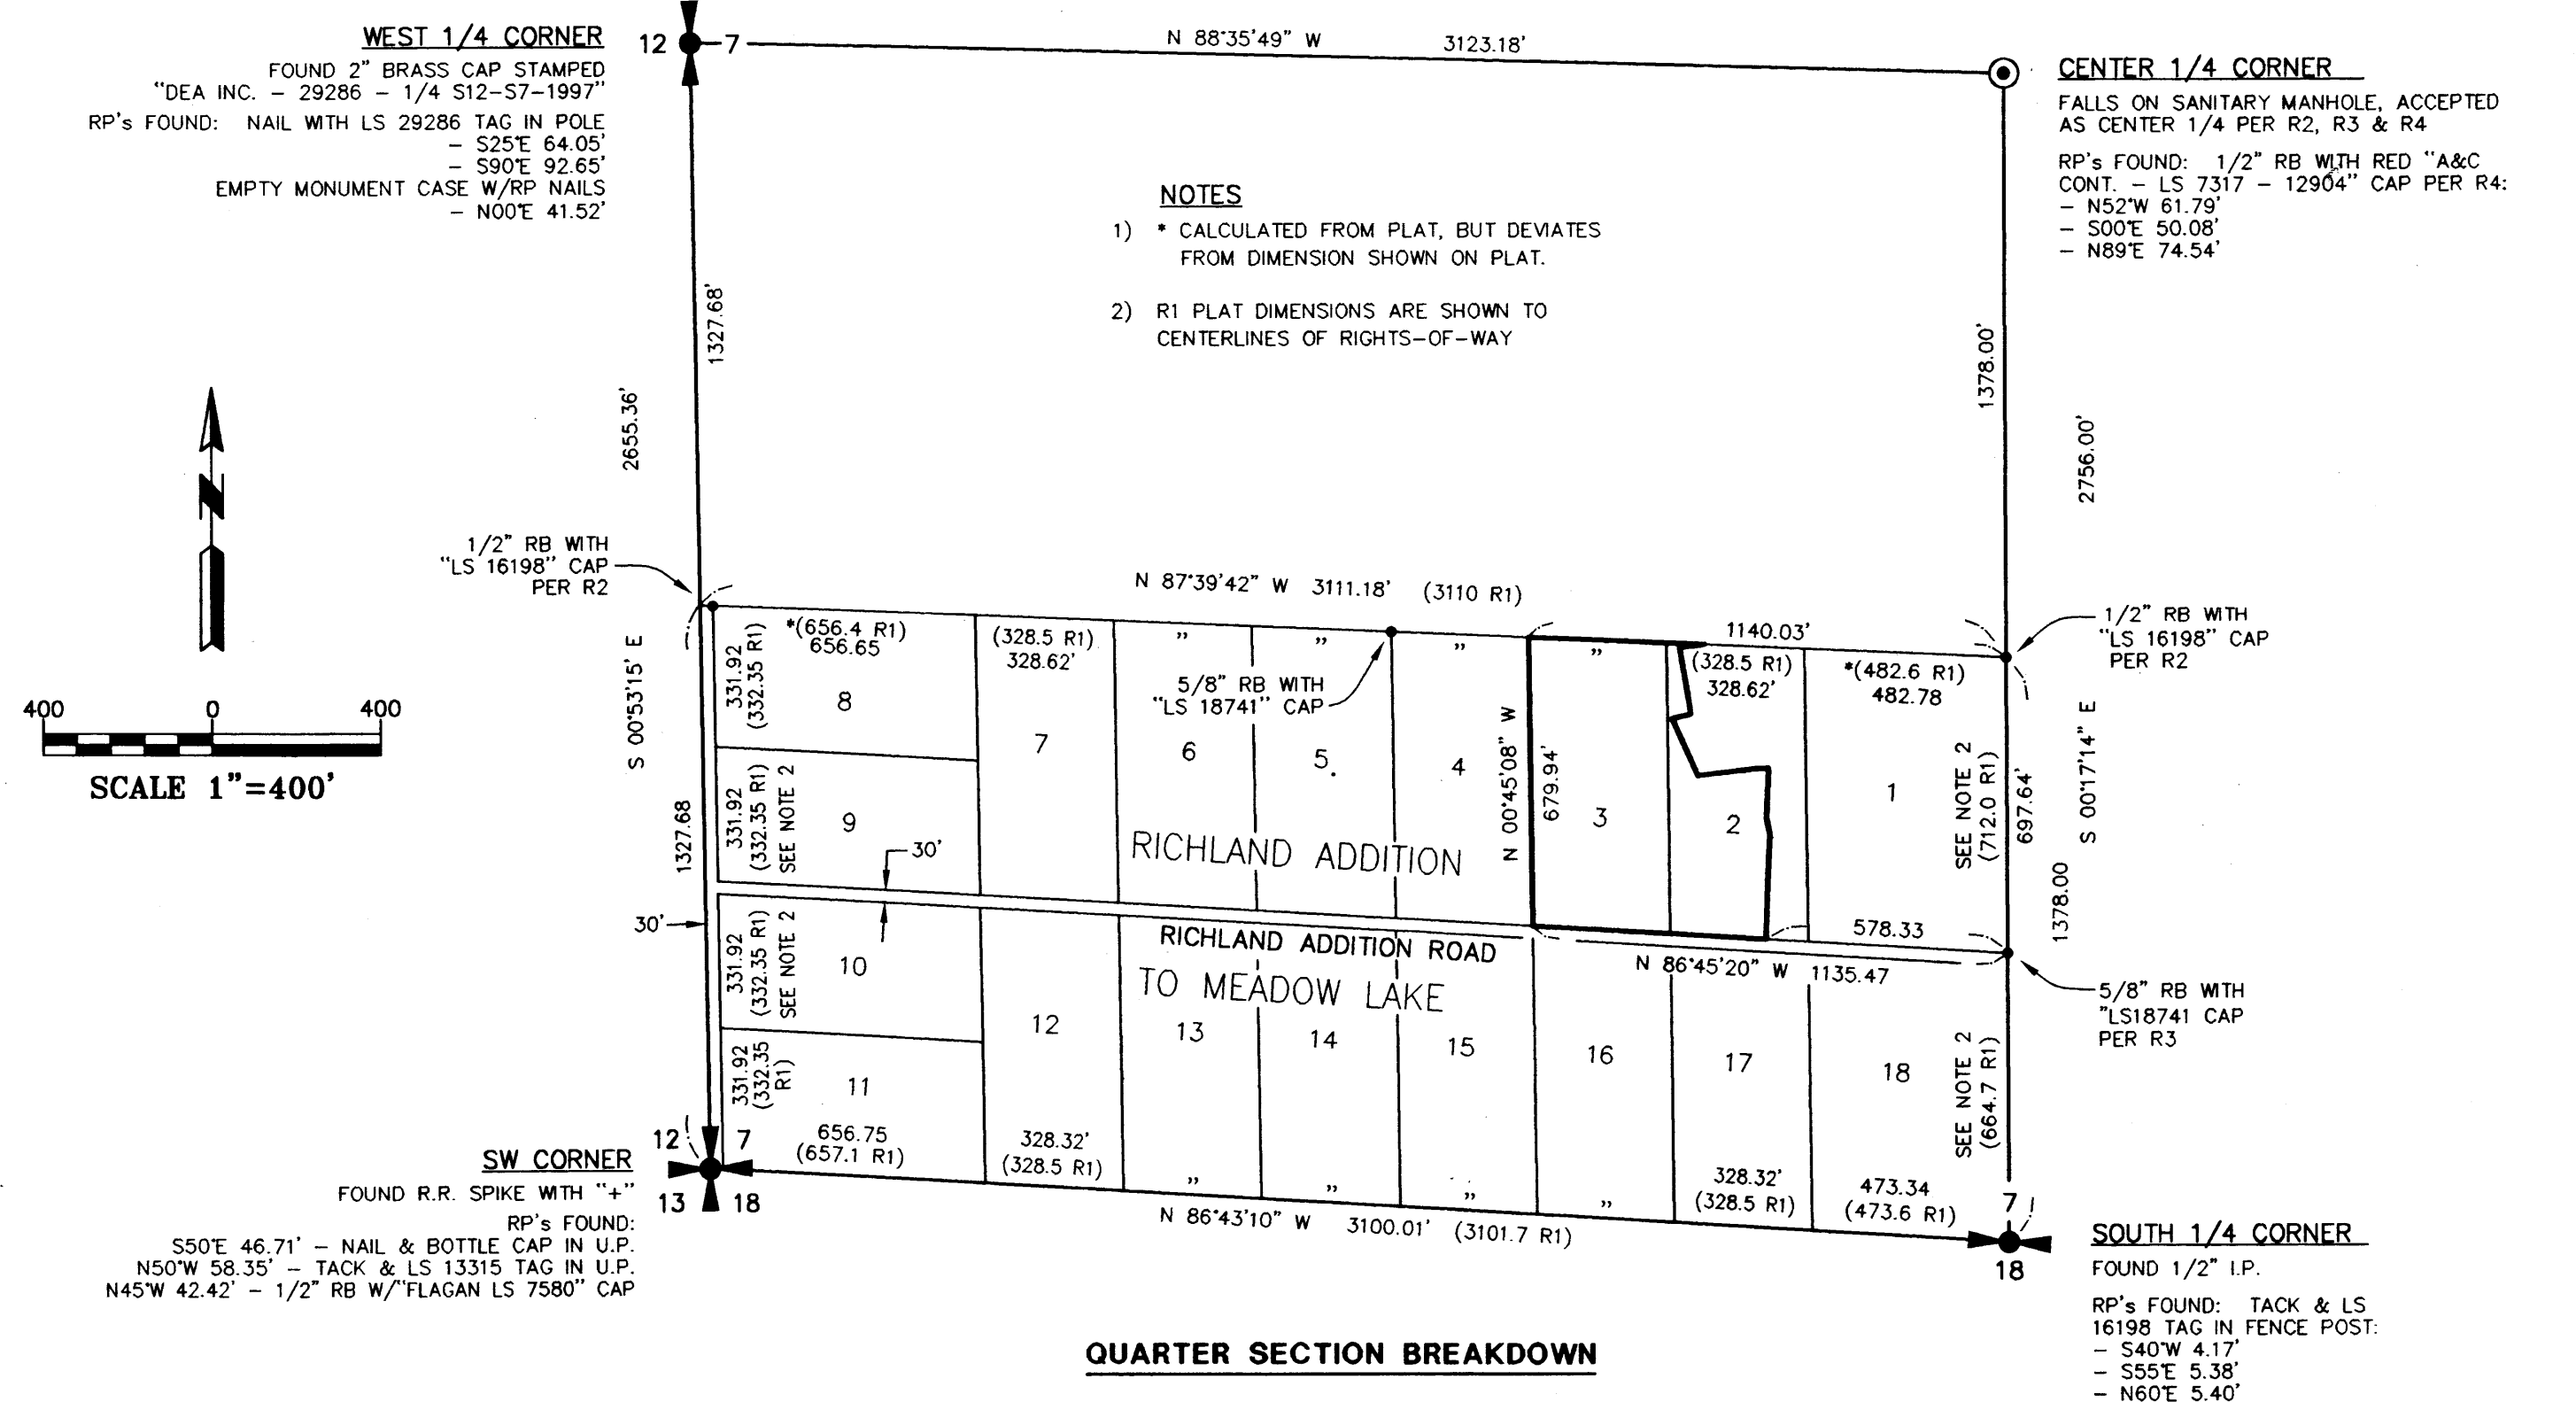 WEST 1/4 CORNER
FOUND 2" BRASS CAP STAMPED
"DEA INC. – 29286 – 1/4 S12–S7–1997"
RP's FOUND: NAIL WITH LS 29286 TAG IN POLE
– S25°E 64.05'
– S90°E 92.65'
EMPTY MONUMENT CASE W/RP NAILS
– N00°E 41.52'
12
7
N 88°35'49" W 3123.18'
CENTER 1/4 CORNER
FALLS ON SANITARY MANHOLE, ACCEPTED
AS CENTER 1/4 PER R2, R3 & R4
RP's FOUND: 1/2" RB WITH RED "A&C
CONT. – LS 7317 – 12904" CAP PER R4:
– N52°W 61.79'
– S00°E 50.08'
– N89°E 74.54'
NOTES
1) * CALCULATED FROM PLAT, BUT DEVIATES
FROM DIMENSION SHOWN ON PLAT.
2) R1 PLAT DIMENSIONS ARE SHOWN TO
CENTERLINES OF RIGHTS–OF–WAY
1327.68'
2655.36'
1378.00'
2756.00'
N
400 0 400
SCALE 1"=400'
1/2" RB WITH
"LS 16198" CAP
PER R2
S 00°53'15' E
1327.68
30'
N 87°39'42" W 3111.18' (3110 R1)
1140.03'
1/2" RB WITH
"LS 16198" CAP
PER R2
*(656.4 R1)
656.65
(328.5 R1)
328.62'
"
"
"
"
(328.5 R1)
328.62'
*(482.6 R1)
482.78
5/8" RB WITH
"LS 18741" CAP
331.92
(332.35 R1)
8
7
6
5
4
3
2
1
N 00°45'08" W
679.94'
331.92
(332.35 R1)
SEE NOTE 2
9
30'
SEE NOTE 2
(712.0 R1)
697.64'
S 00°17'14" E
1378.00
RICHLAND ADDITION
578.33
RICHLAND ADDITION ROAD
N 86°45'20" W 1135.47
TO MEADOW LAKE
331.92
(332.35 R1)
SEE NOTE 2
10
12
13
14
15
16
17
18
5/8" RB WITH
"LS18741 CAP
PER R3
331.92
(332.35
R1)
11
SEE NOTE 2
(664.7 R1)
656.75
(657.1 R1)
328.32'
(328.5 R1)
"
"
"
"
328.32'
(328.5 R1)
473.34
(473.6 R1)
N 86°43'10" W 3100.01' (3101.7 R1)
12 7
13 18
SW CORNER
FOUND R.R. SPIKE WITH "+"
RP's FOUND:
S50°E 46.71' – NAIL & BOTTLE CAP IN U.P.
N50°W 58.35' – TACK & LS 13315 TAG IN U.P.
N45°W 42.42' – 1/2" RB W/"FLAGAN LS 7580" CAP
7
18
SOUTH 1/4 CORNER
FOUND 1/2" I.P.
RP's FOUND: TACK & LS
16198 TAG IN FENCE POST:
– S40°W 4.17'
– S55°E 5.38'
– N60°E 5.40'
QUARTER SECTION BREAKDOWN